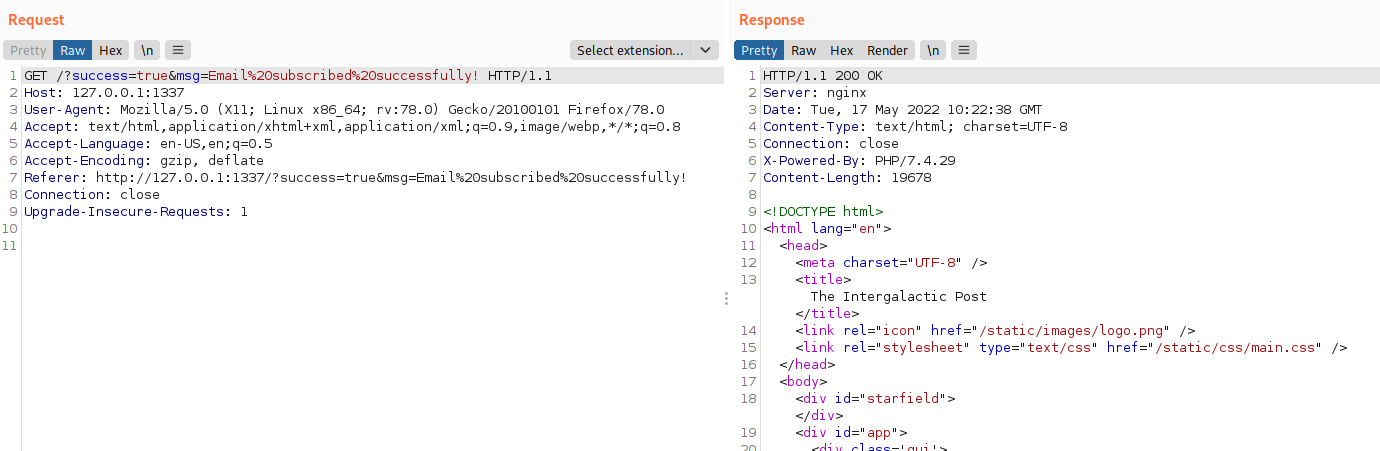 Request
Pretty Raw Hex \n Select extension...
1 GET /?success=true&msg=Email%20subscribed%20successfully! HTTP/1.1
2 Host: 127.0.0.1:1337
3 User-Agent: Mozilla/5.0 (X11; Linux x86_64; rv:78.0) Gecko/20100101 Firefox/78.0
4 Accept: text/html,application/xhtml+xml,application/xml;q=0.9,image/webp,*/*;q=0.8
5 Accept-Language: en-US,en;q=0.5
6 Accept-Encoding: gzip, deflate
7 Referer: http://127.0.0.1:1337/?success=true&msg=Email%20subscribed%20successfully!
8 Connection: close
9 Upgrade-Insecure-Requests: 1
10
11
Response
Pretty Raw Hex Render \n
1 HTTP/1.1 200 OK
2 Server: nginx
3 Date: Tue, 17 May 2022 10:22:38 GMT
4 Content-Type: text/html; charset=UTF-8
5 Connection: close
6 X-Powered-By: PHP/7.4.29
7 Content-Length: 19678
8
9 <!DOCTYPE html>
10 <html lang="en">
11 <head>
12 <meta charset="UTF-8" />
13 <title>
The Intergalactic Post
</title>
14 <link rel="icon" href="/static/images/logo.png" />
15 <link rel="stylesheet" type="text/css" href="/static/css/main.css" />
16 </head>
17 <body>
18 <div id="starfield">
</div>
19 <div id="app">
20 <div class='gui'>